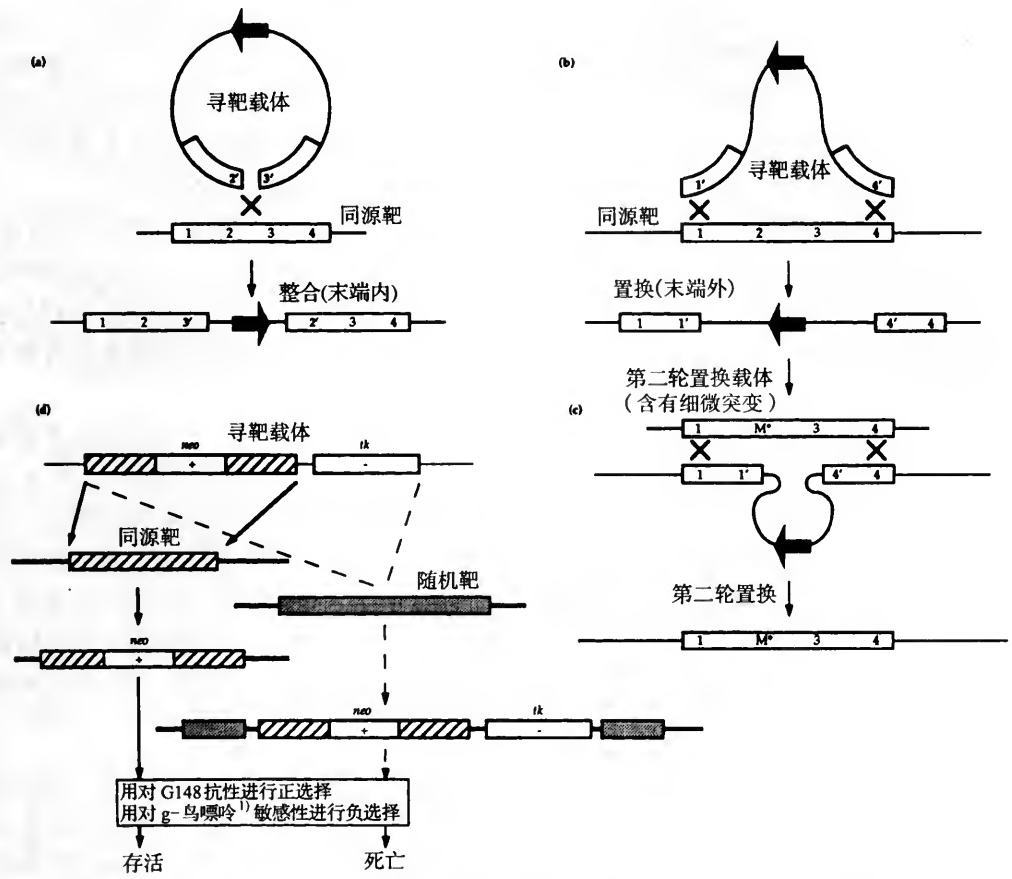 (a)
寻靶载体
2' 3'
同源靶
1 2 3 4
整合(末端内)
1 2 3' 2' 3 4
(b)
寻靶载体
1' 4'
同源靶
1 2 3 4
置换(末端外)
1 1' 4' 4
第二轮置换载体
(含有细微突变)
(c)
1 M* 3 4
1 1' 4' 4
第二轮置换
1 M* 3 4
(d)
寻靶载体
neo tk
+ -
同源靶
随机靶
neo
+
neo tk
+ -
用对 G148抗性进行正选择
用对 g-鸟嘌呤1)敏感性进行负选择
存活 死亡